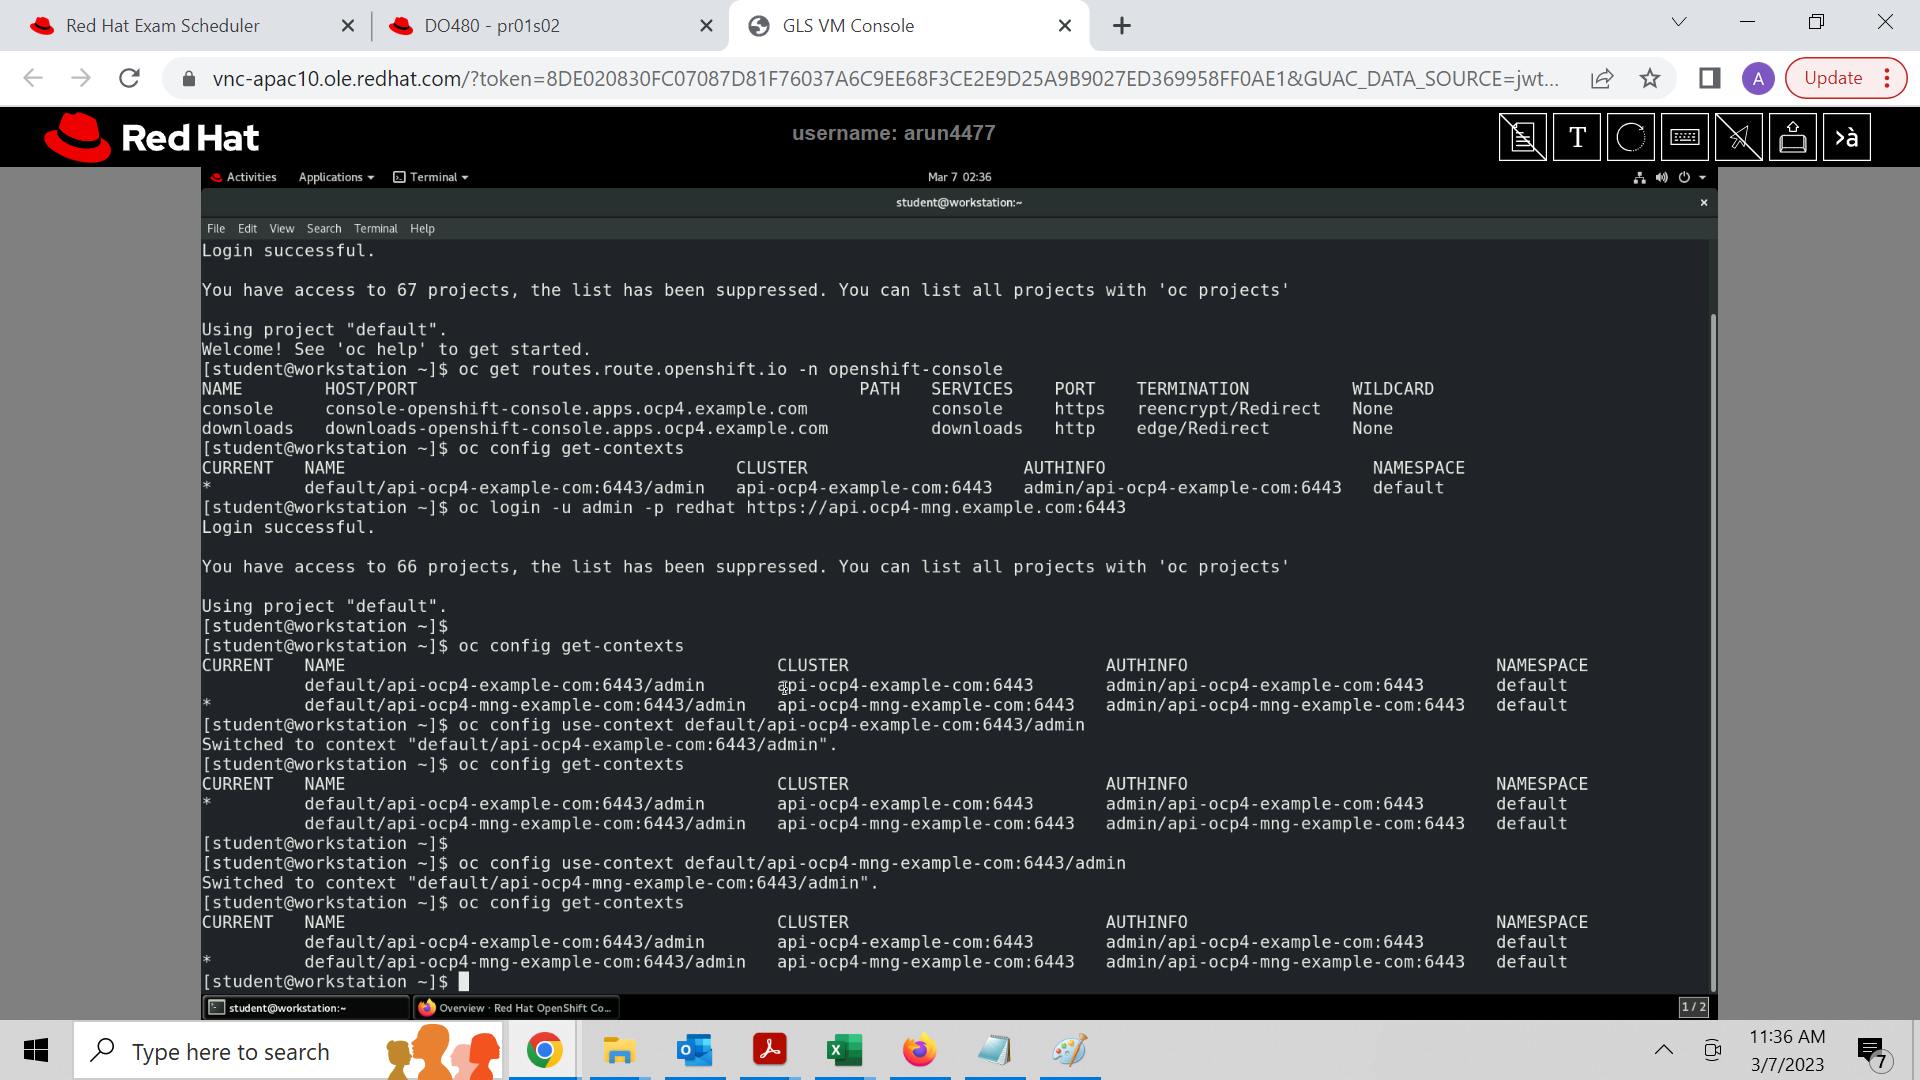 Red Hat Exam Scheduler
DO480 - pr01s02
GLS VM Console
vnc-apac10.ole.redhat.com/?token=8DE020830FC07087D81F76037A6C9EE68F3CE2E9D25A9B9027ED369958FF0AE1&GUAC_DATA_SOURCE=jwt...
A
Update
Red Hat
username: arun4477
T
>à
Activities Applications Terminal
Mar 7 02:36
student@workstation:~
File Edit View Search Terminal Help
Login successful.
You have access to 67 projects, the list has been suppressed. You can list all projects with 'oc projects'
Using project "default".
Welcome! See 'oc help' to get started.
[student@workstation ~]$ oc get routes.route.openshift.io -n openshift-console
NAME HOST/PORT PATH SERVICES PORT TERMINATION WILDCARD
console console-openshift-console.apps.ocp4.example.com console https reencrypt/Redirect None
downloads downloads-openshift-console.apps.ocp4.example.com downloads http edge/Redirect None
[student@workstation ~]$ oc config get-contexts
CURRENT NAME CLUSTER AUTHINFO NAMESPACE
* default/api-ocp4-example-com:6443/admin api-ocp4-example-com:6443 admin/api-ocp4-example-com:6443 default
[student@workstation ~]$ oc login -u admin -p redhat https://api.ocp4-mng.example.com:6443
Login successful.
You have access to 66 projects, the list has been suppressed. You can list all projects with 'oc projects'
Using project "default".
[student@workstation ~]$
[student@workstation ~]$ oc config get-contexts
CURRENT NAME CLUSTER AUTHINFO NAMESPACE
default/api-ocp4-example-com:6443/admin api-ocp4-example-com:6443 admin/api-ocp4-example-com:6443 default
* default/api-ocp4-mng-example-com:6443/admin api-ocp4-mng-example-com:6443 admin/api-ocp4-mng-example-com:6443 default
[student@workstation ~]$ oc config use-context default/api-ocp4-example-com:6443/admin
Switched to context "default/api-ocp4-example-com:6443/admin".
[student@workstation ~]$ oc config get-contexts
CURRENT NAME CLUSTER AUTHINFO NAMESPACE
* default/api-ocp4-example-com:6443/admin api-ocp4-example-com:6443 admin/api-ocp4-example-com:6443 default
default/api-ocp4-mng-example-com:6443/admin api-ocp4-mng-example-com:6443 admin/api-ocp4-mng-example-com:6443 default
[student@workstation ~]$
[student@workstation ~]$ oc config use-context default/api-ocp4-mng-example-com:6443/admin
Switched to context "default/api-ocp4-mng-example-com:6443/admin".
[student@workstation ~]$ oc config get-contexts
CURRENT NAME CLUSTER AUTHINFO NAMESPACE
default/api-ocp4-example-com:6443/admin api-ocp4-example-com:6443 admin/api-ocp4-example-com:6443 default
* default/api-ocp4-mng-example-com:6443/admin api-ocp4-mng-example-com:6443 admin/api-ocp4-mng-example-com:6443 default
[student@workstation ~]$
student@workstation:~
Overview · Red Hat OpenShift Co...
1 / 2
Type here to search
11:36 AM
3/7/2023
7